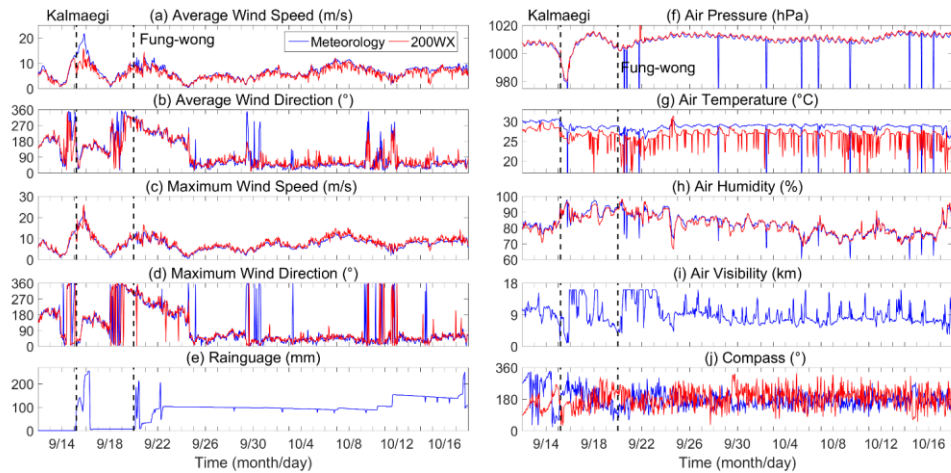 Kalmaegi
(a) Average Wind Speed (m/s)
Fung-wong
Meteorology
200WX
20
10
0
(b) Average Wind Direction (°)
360
270
180
90
0
(c) Maximum Wind Speed (m/s)
30
20
10
0
(d) Maximum Wind Direction (°)
360
270
180
90
0
(e) Rainguage (mm)
200
100
0
9/14 9/18 9/22 9/26 9/30 10/4 10/8 10/12 10/16
Time (month/day)
Kalmaegi
(f) Air Pressure (hPa)
1020
1000
980
Fung-wong
(g) Air Temperature (°C)
30
25
20
(h) Air Humidity (%)
100
90
80
70
60
(i) Air Visibility (km)
18
9
0
(j) Compass (°)
360
180
0
9/14 9/18 9/22 9/26 9/30 10/4 10/8 10/12 10/16
Time (month/day)